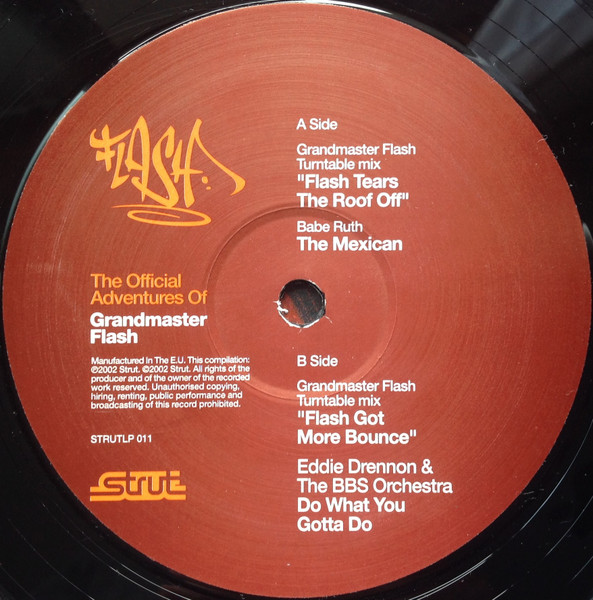 FLASH.
The Official
Adventures Of
Grandmaster
Flash
Manufactured In The E.U. This compilation:
℗2002 Strut. ©2002 Strut. All rights of the
producer and of the owner of the recorded
work reserved. Unauthorised copying,
hiring, renting, public performance and
broadcasting of this record prohibited.
STRUTLP 011
Strut
A Side
Grandmaster Flash
Turntable mix
"Flash Tears
The Roof Off"
Babe Ruth
The Mexican
B Side
Grandmaster Flash
Turntable mix
"Flash Got
More Bounce"
Eddie Drennon &
The BBS Orchestra
Do What You
Gotta Do